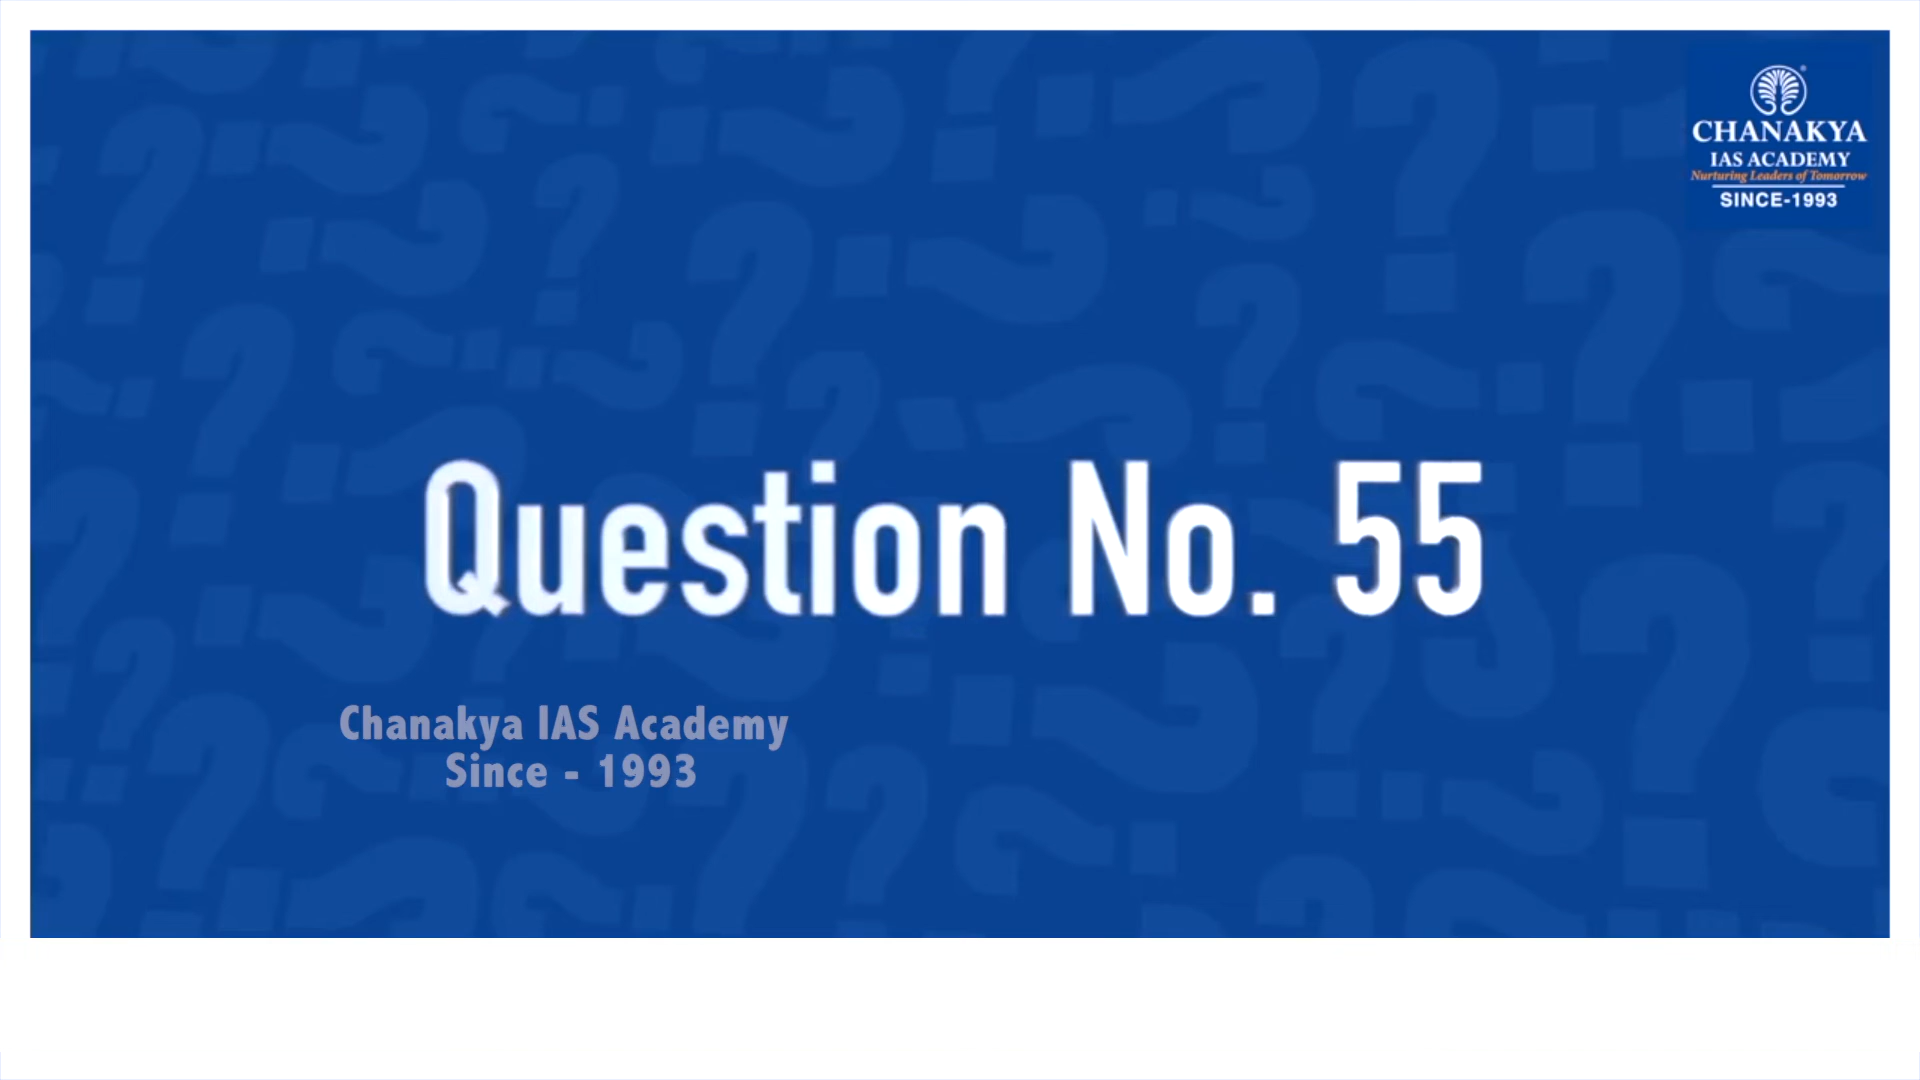 CHANAKYA
IAS ACADEMY
Nurturing Leaders of Tomorrow
SINCE-1993
Question No. 55
Chanakya IAS Academy
Since - 1993